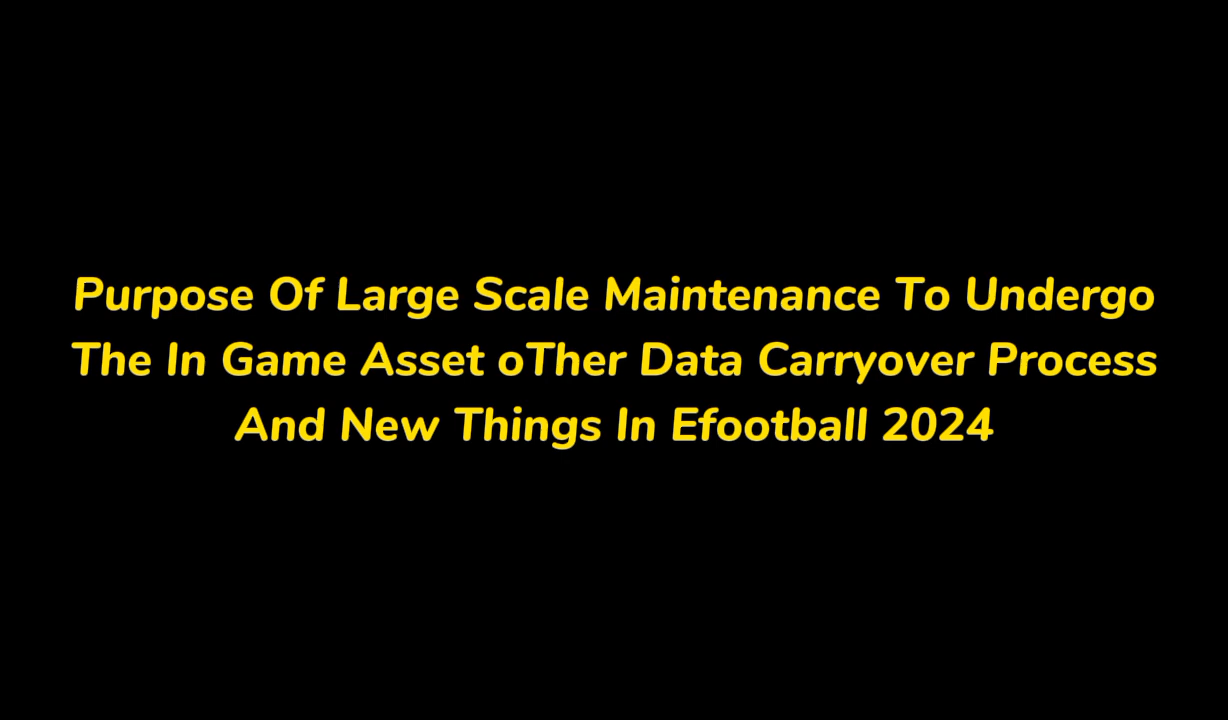 Purpose Of Large Scale Maintenance To Undergo
The In Game Asset oTher Data Carryover Process
And New Things In Efootball 2024